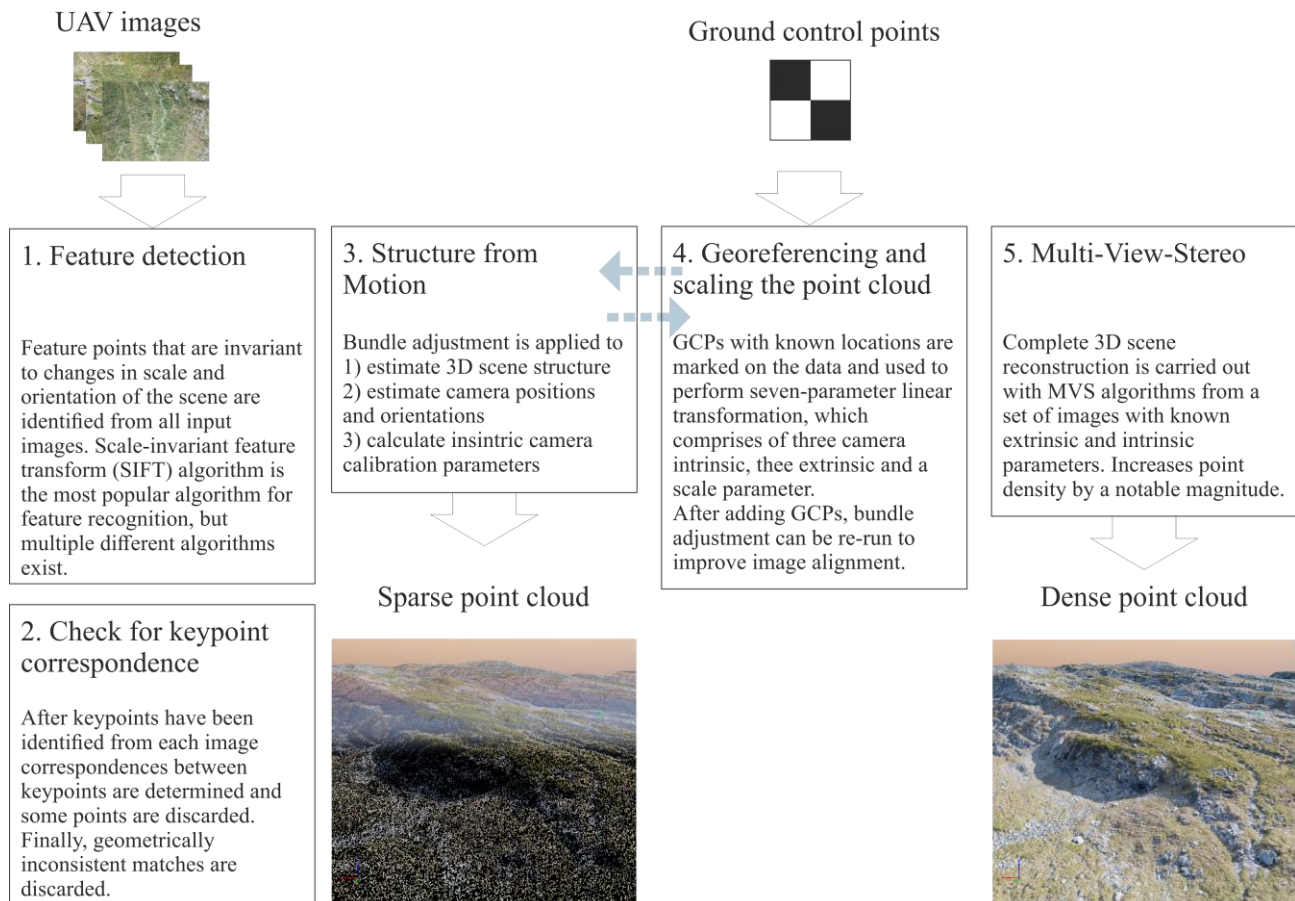 UAV images
Ground control points
1. Feature detection
Feature points that are invariant
to changes in scale and
orientation of the scene are
identified from all input
images. Scale-invariant feature
transform (SIFT) algorithm is
the most popular algorithm for
feature recognition, but
multiple different algorithms
exist.
2. Check for keypoint
correspondence
After keypoints have been
identified from each image
correspondences between
keypoints are determined and
some points are discarded.
Finally, geometrically
inconsistent matches are
discarded.
3. Structure from
Motion
Bundle adjustment is applied to
1) estimate 3D scene structure
2) estimate camera positions
and orientations
3) calculate insintric camera
calibration parameters
Sparse point cloud
4. Georeferencing and
scaling the point cloud
GCPs with known locations are
marked on the data and used to
perform seven-parameter linear
transformation, which
comprises of three camera
intrinsic, thee extrinsic and a
scale parameter.
After adding GCPs, bundle
adjustment can be re-run to
improve image alignment.
5. Multi-View-Stereo
Complete 3D scene
reconstruction is carried out
with MVS algorithms from a
set of images with known
extrinsic and intrinsic
parameters. Increases point
density by a notable magnitude.
Dense point cloud